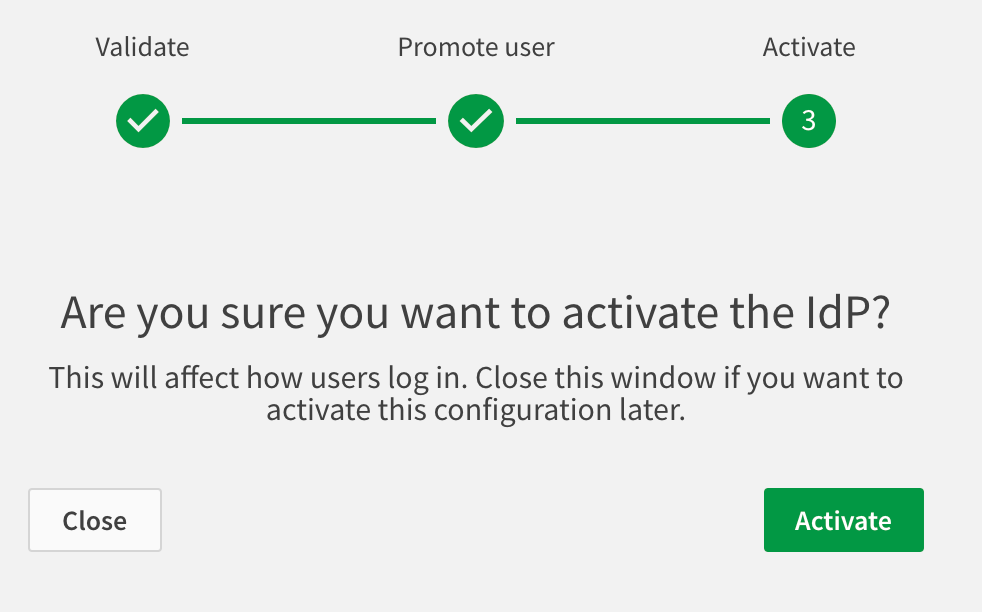 Validate
Promote user
Activate
3
Are you sure you want to activate the IdP?
This will affect how users log in. Close this window if you want to
activate this configuration later.
Close
Activate